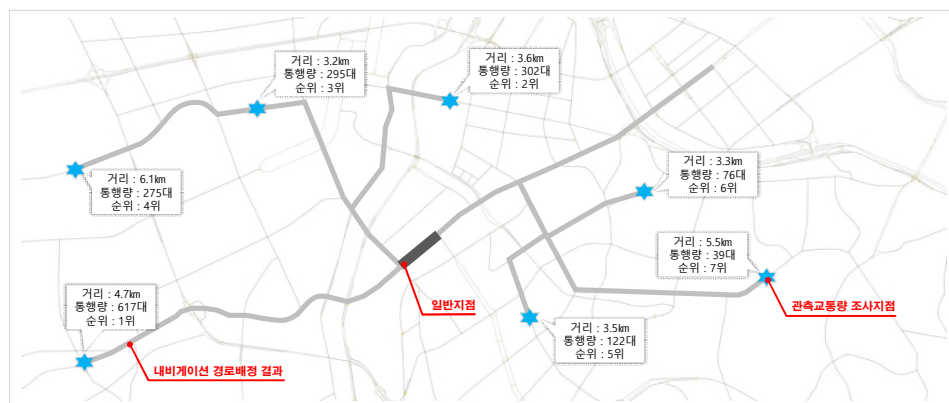 거리 : 3.2km
통행량 : 295대
순위 : 3위
거리 : 3.6km
통행량 : 302대
순위 : 2위
거리 : 6.1km
통행량 : 275대
순위 : 4위
거리 : 3.3km
통행량 : 76대
순위 : 6위
거리 : 5.5km
통행량 : 39대
순위 : 7위
거리 : 4.7km
통행량 : 617대
순위 : 1위
일반지점
관측교통량 조사지점
거리 : 3.5km
통행량 : 122대
순위 : 5위
내비게이션 경로배정 결과